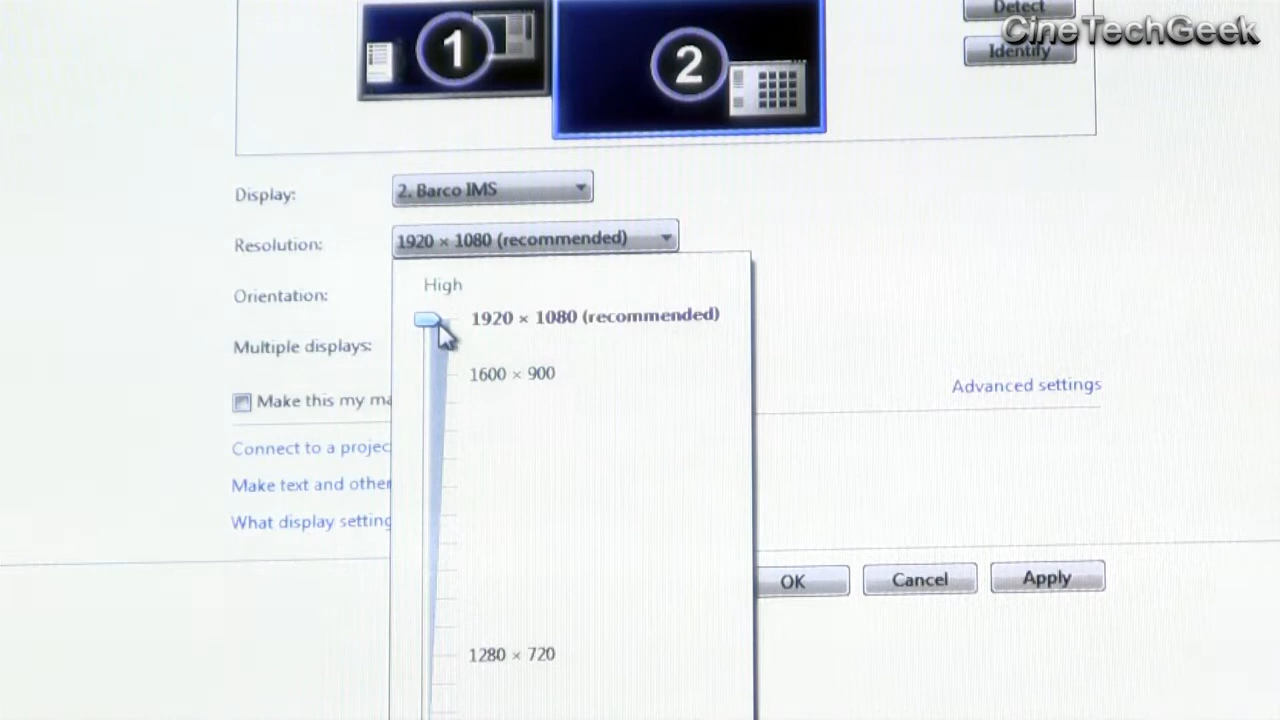 Detect
CineTechGeek
Identify
1
2
Display:
2. Barco IMS
Resolution:
1920 × 1080 (recommended)
High
Orientation:
1920 × 1080 (recommended)
Multiple displays:
1600 × 900
Advanced settings
Make this my ma
Connect to a projec
Make text and other
What display setting
OK
Cancel
Apply
1280 × 720